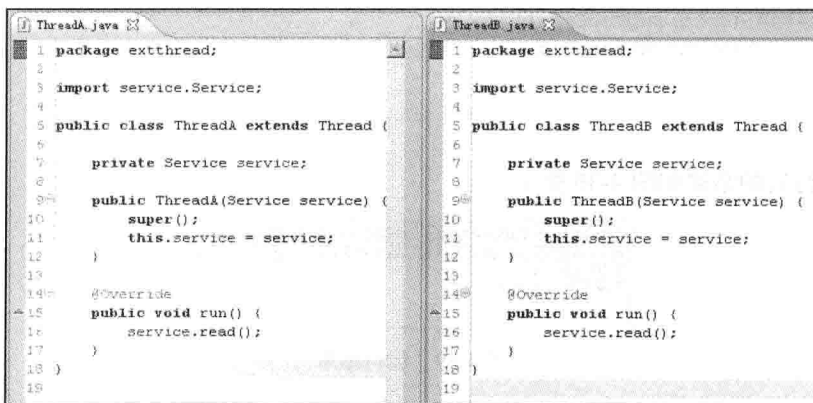 ThreadA.java
1 package extthread;
2
3 import service.Service;
4
5 public class ThreadA extends Thread {
6
7     private Service service;
8
9     public ThreadA(Service service) {
10         super();
11         this.service = service;
12     }
13
14     @Override
15     public void run() {
16         service.read();
17     }
18 }
19
ThreadB.java
1 package extthread;
2
3 import service.Service;
4
5 public class ThreadB extends Thread {
6
7     private Service service;
8
9     public ThreadB(Service service) {
10         super();
11         this.service = service;
12     }
13
14     @Override
15     public void run() {
16         service.read();
17     }
18 }
19